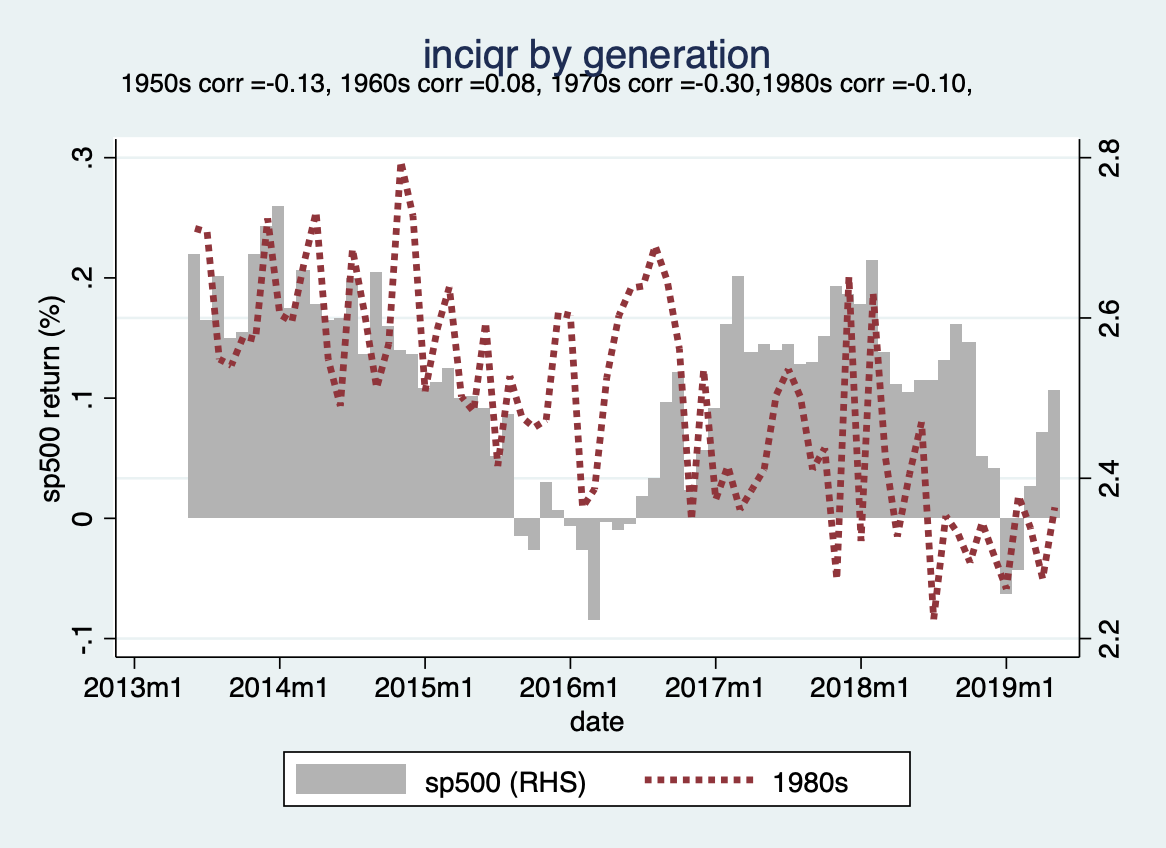 inciqr by generation
1950s corr =-0.13, 1960s corr =0.08, 1970s corr =-0.30,1980s corr =-0.10,
sp500 return (%)
.3
.2
.1
0
-.1
2.8
2.6
2.4
2.2
2013m1 2014m1 2015m1 2016m1 2017m1 2018m1 2019m1
date
sp500 (RHS) 1980s